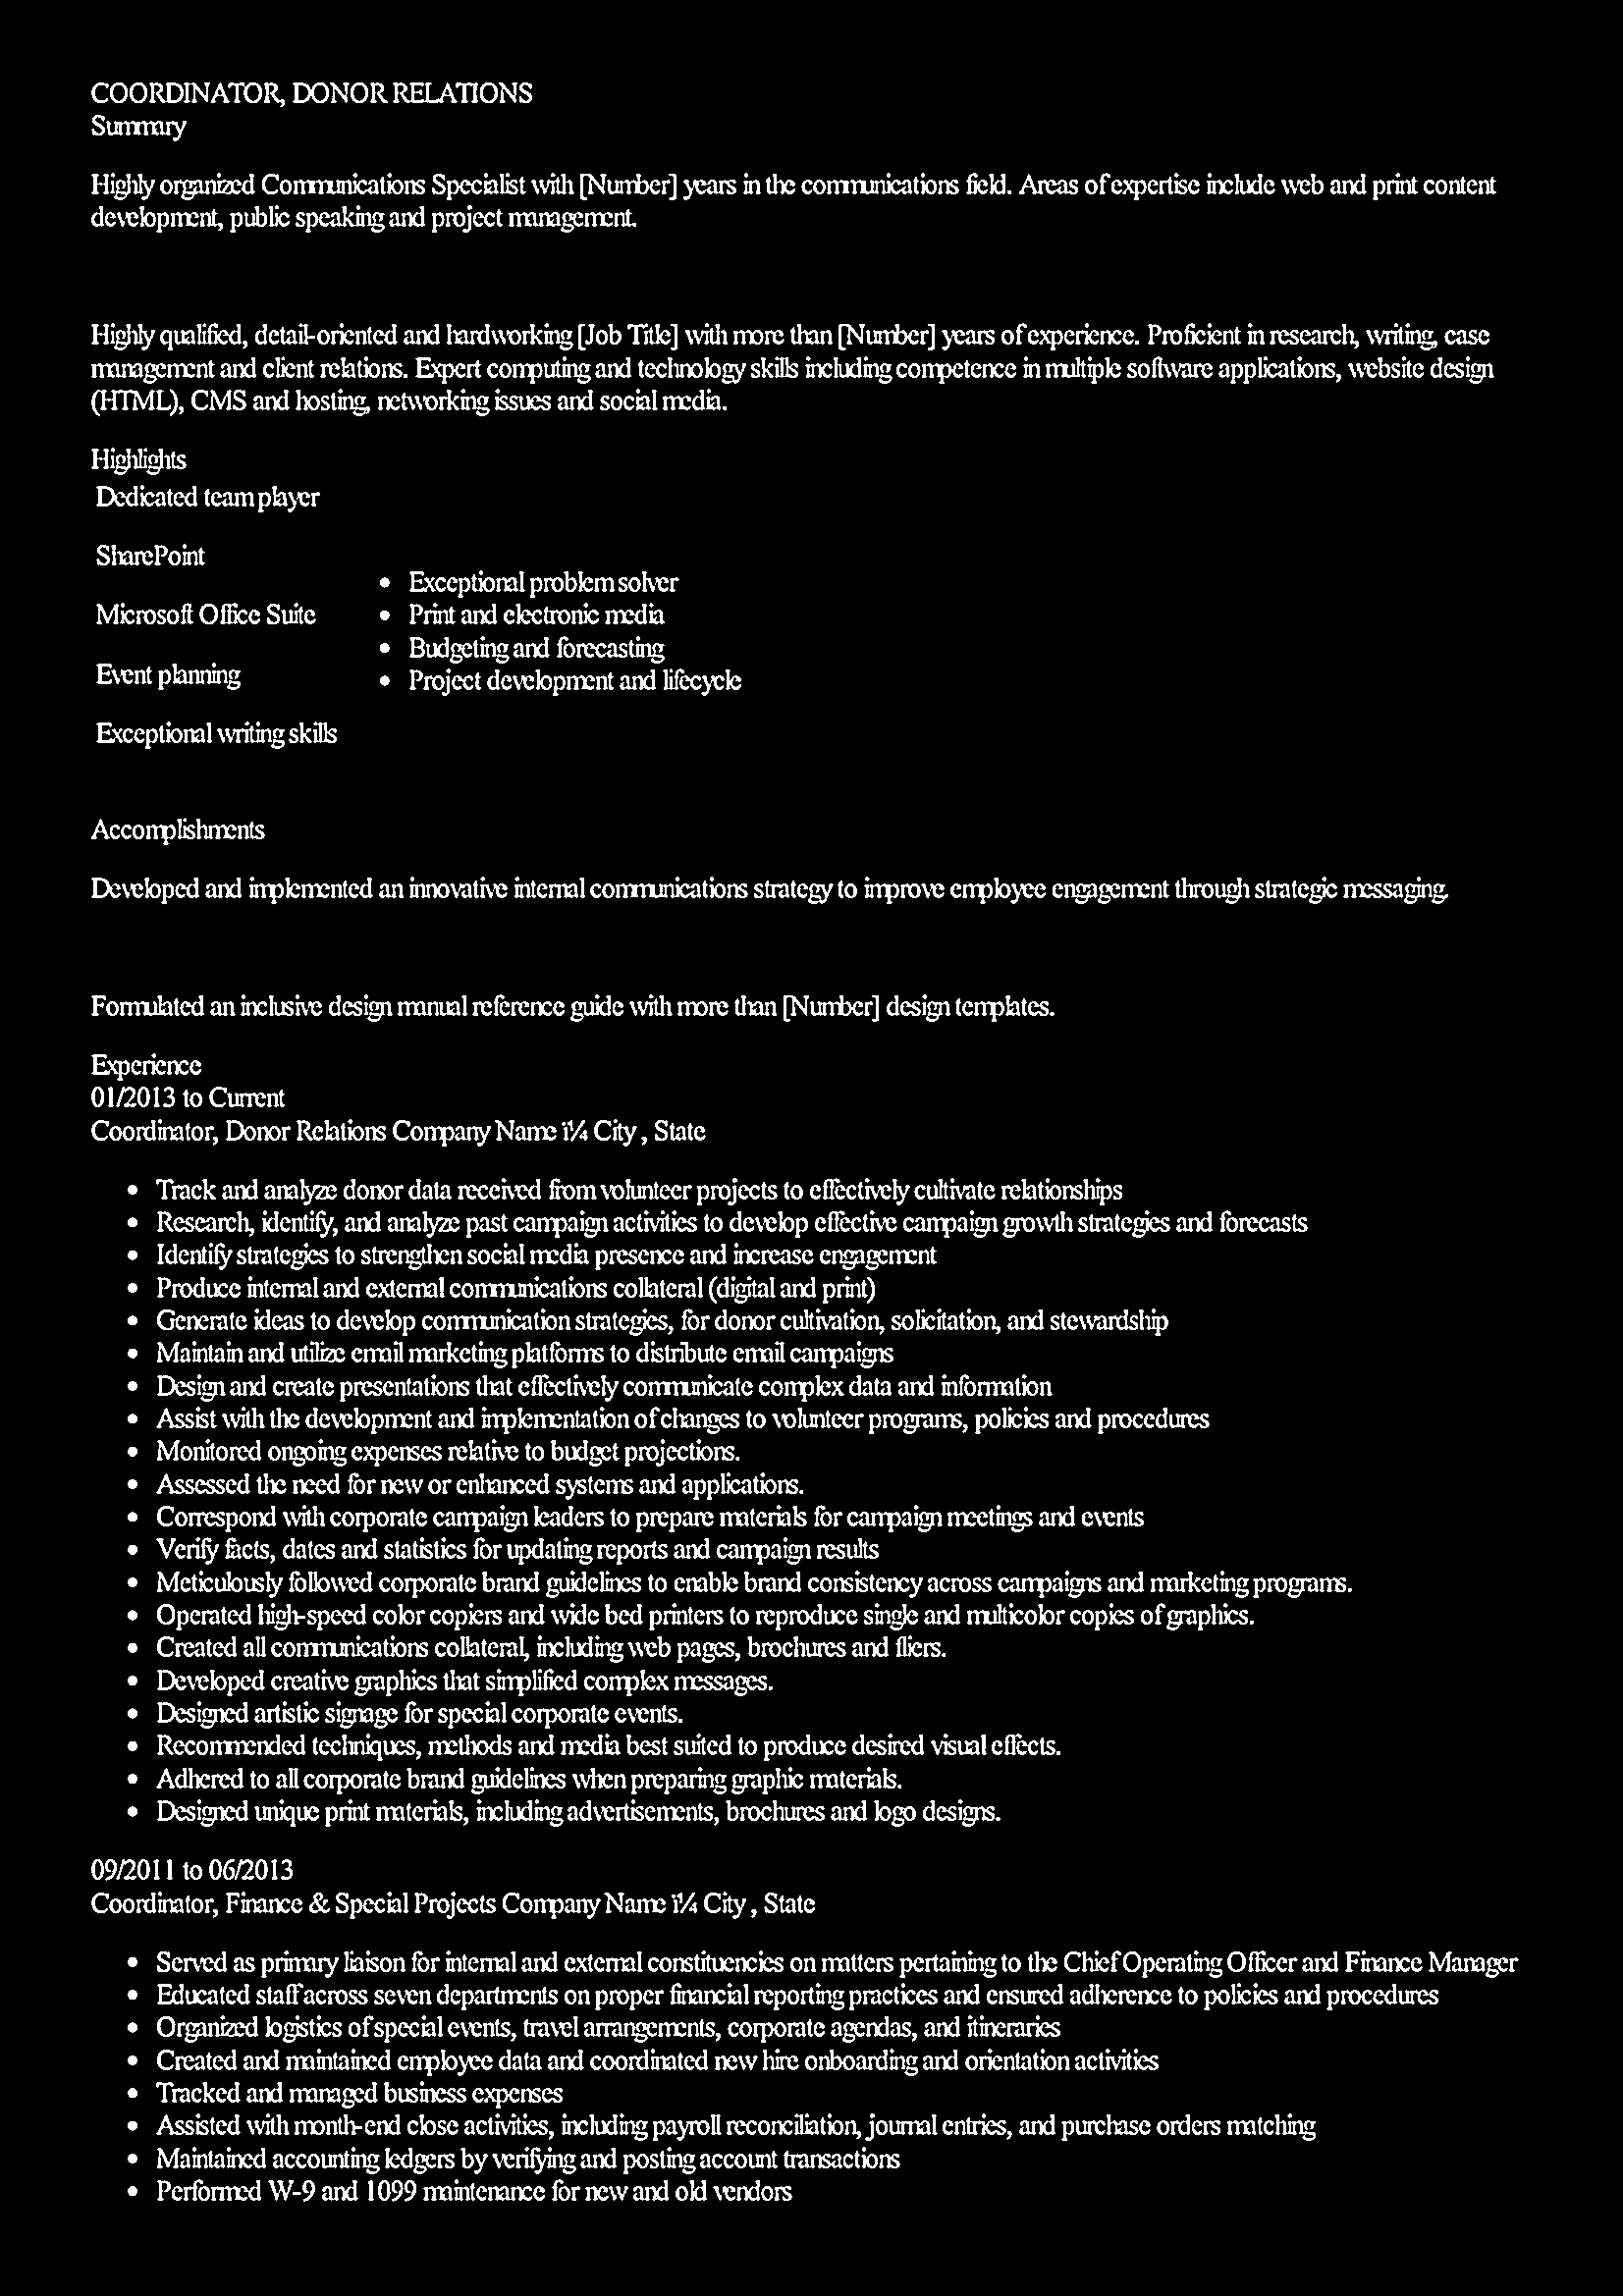 COORDINATOR, DONOR RELATIONS
Summary
Highly organized Communications Specialist with [Number] years in the communications field. Areas of expertise include web and print content
development, public speaking and project management.
Highly qualified, detail-oriented and hardworking [Job Title] with more than [Number] years of experience. Proficient in research, writing, case
management and client relations. Expert computing and technology skills including competence in multiple software applications, website design
(HTML), CMS and hosting, networking issues and social media.
Highlights
Dedicated team player
SharePoint
Microsoft Office Suite
Event planning
Exceptional writing skills
• Exceptional problem solver
• Print and electronic media
• Budgeting and forecasting
• Project development and lifecycle
Accomplishments
Developed and implemented an innovative internal communications strategy to improve employee engagement through strategic messaging.
Formulated an inclusive design manual reference guide with more than [Number] design templates.
Experience
01/2013 to Current
Coordinator, Donor Relations Company Name ï¼ City , State
• Track and analyze donor data received from volunteer projects to effectively cultivate relationships
• Research, identify, and analyze past campaign activities to develop effective campaign growth strategies and forecasts
• Identify strategies to strengthen social media presence and increase engagement
• Produce internal and external communications collateral (digital and print)
• Generate ideas to develop communication strategies, for donor cultivation, solicitation, and stewardship
• Maintain and utilize email marketing platforms to distribute email campaigns
• Design and create presentations that effectively communicate complex data and information
• Assist with the development and implementation of changes to volunteer programs, policies and procedures
• Monitored ongoing expenses relative to budget projections.
• Assessed the need for new or enhanced systems and applications.
• Correspond with corporate campaign leaders to prepare materials for campaign meetings and events
• Verify facts, dates and statistics for updating reports and campaign results
• Meticulously followed corporate brand guidelines to enable brand consistency across campaigns and marketing programs.
• Operated high-speed color copiers and wide bed printers to reproduce single and multicolor copies of graphics.
• Created all communications collateral, including web pages, brochures and fliers.
• Developed creative graphics that simplified complex messages.
• Designed artistic signage for special corporate events.
• Recommended techniques, methods and media best suited to produce desired visual effects.
• Adhered to all corporate brand guidelines when preparing graphic materials.
• Designed unique print materials, including advertisements, brochures and logo designs.
09/2011 to 06/2013
Coordinator, Finance & Special Projects Company Name ï¼ City , State
• Served as primary liaison for internal and external constituencies on matters pertaining to the Chief Operating Officer and Finance Manager
• Educated staff across seven departments on proper financial reporting practices and ensured adherence to policies and procedures
• Organized logistics of special events, travel arrangements, corporate agendas, and itineraries
• Created and maintained employee data and coordinated new hire onboarding and orientation activities
• Tracked and managed business expenses
• Assisted with month-end close activities, including payroll reconciliation, journal entries, and purchase orders matching
• Maintained accounting ledgers by verifying and posting account transactions
• Performed W-9 and 1099 maintenance for new and old vendors